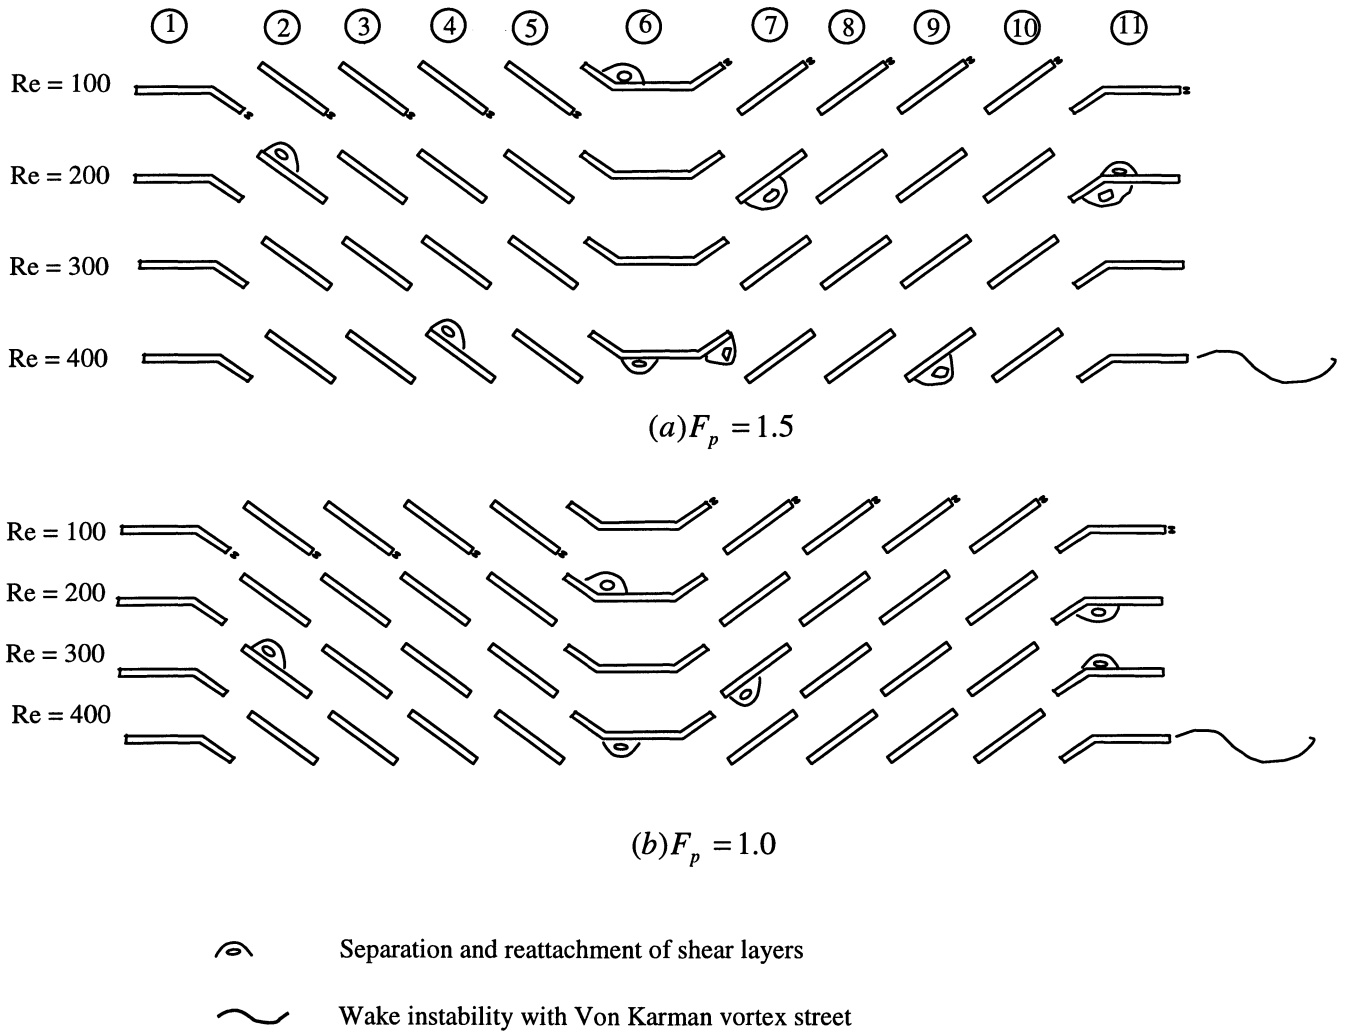 1 2 3 4 5 6 7 8 9 10 11
Re = 100
Re = 200
Re = 300
Re = 400
(a)F_p = 1.5
Re = 100
Re = 200
Re = 300
Re = 400
(b)F_p = 1.0
Separation and reattachment of shear layers
Wake instability with Von Karman vortex street